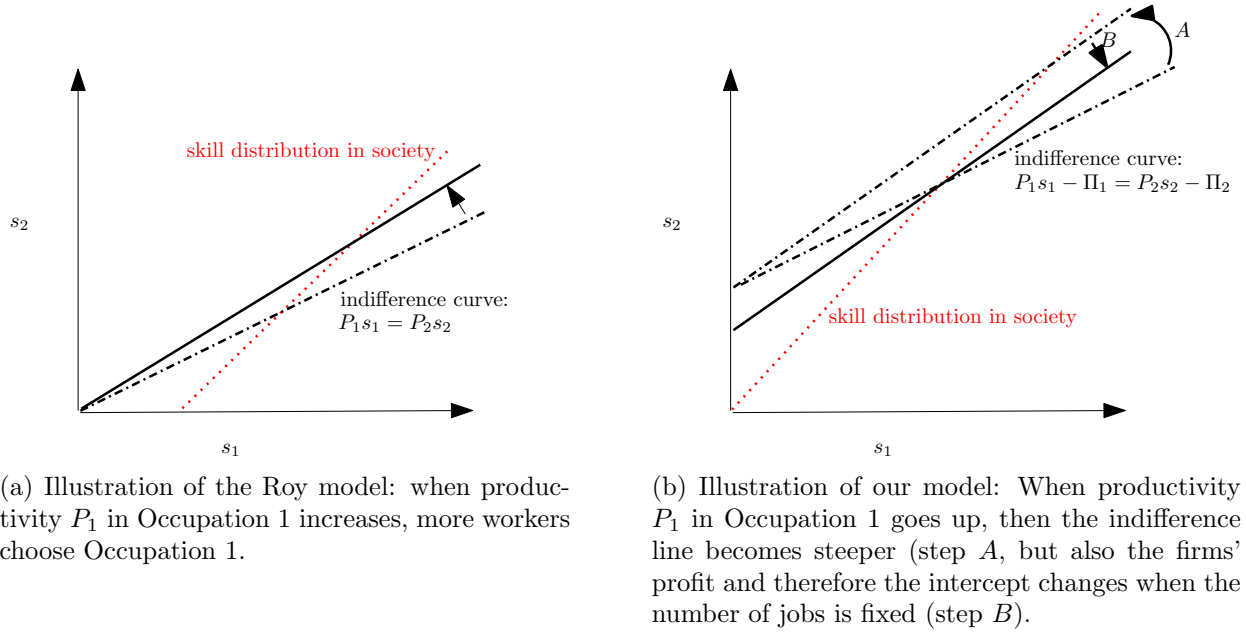 skill distribution in society
s₂
indifference curve:
P₁s₁ = P₂s₂
s₁
(a) Illustration of the Roy model: when produc-
tivity P₁ in Occupation 1 increases, more workers
choose Occupation 1.
A
B
indifference curve:
P₁s₁ − Π₁ = P₂s₂ − Π₂
s₂
skill distribution in society
s₁
(b) Illustration of our model: When productivity
P₁ in Occupation 1 goes up, then the indifference
line becomes steeper (step A, but also the firms’
profit and therefore the intercept changes when the
number of jobs is fixed (step B).